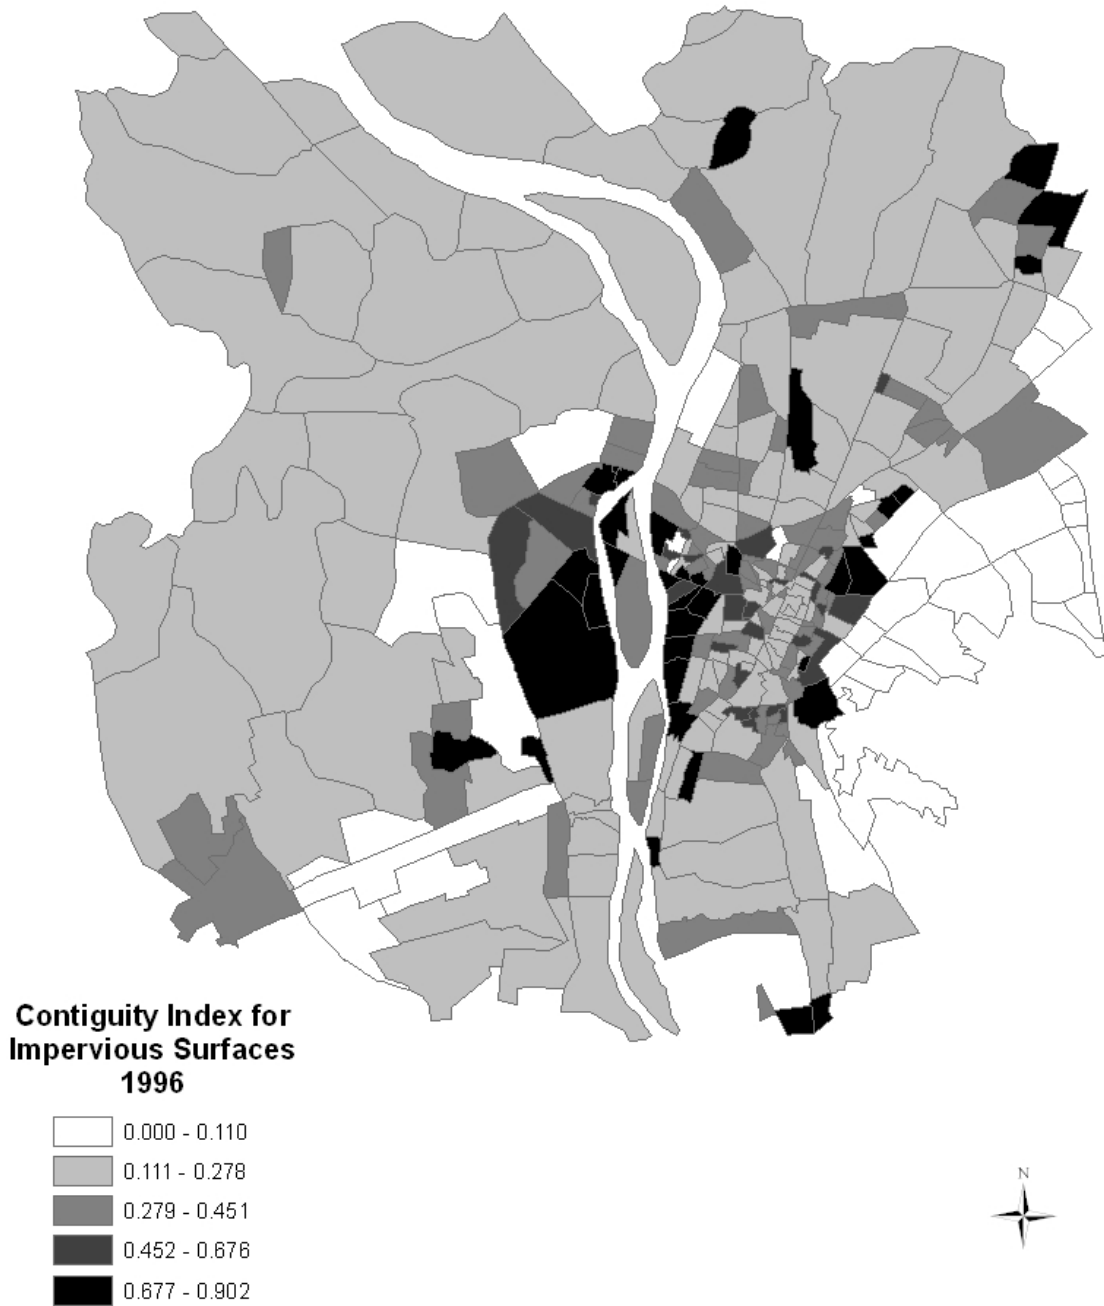 Contiguity Index for
Impervious Surfaces
1996
0.000 - 0.110
0.111 - 0.278
0.279 - 0.451
0.452 - 0.676
0.677 - 0.902
N